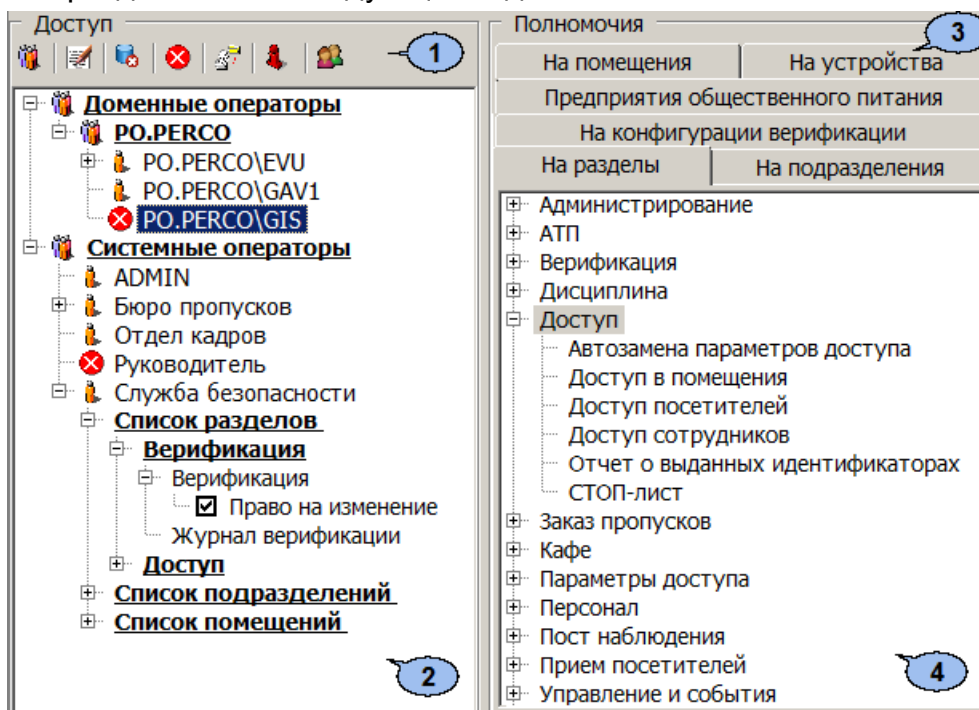 Доступ
1
Доменные операторы
PO.PERCO
PO.PERCO\EVU
PO.PERCO\GAV1
PO.PERCO\GIS
Системные операторы
ADMIN
Бюро пропусков
Отдел кадров
Руководитель
Служба безопасности
Список разделов
Верификация
Верификация
Право на изменение
Журнал верификации
Доступ
Список подразделений
Список помещений
2
Полномочия
3
На помещения
На устройства
Предприятия общественного питания
На конфигурации верификации
На разделы
На подразделения
Администрирование
АТП
Верификация
Дисциплина
Доступ
Автозамена параметров доступа
Доступ в помещения
Доступ посетителей
Доступ сотрудников
Отчет о выданных идентификаторах
СТОП-лист
Заказ пропусков
Кафе
Параметры доступа
Персонал
Пост наблюдения
Прием посетителей
4
Управление и события